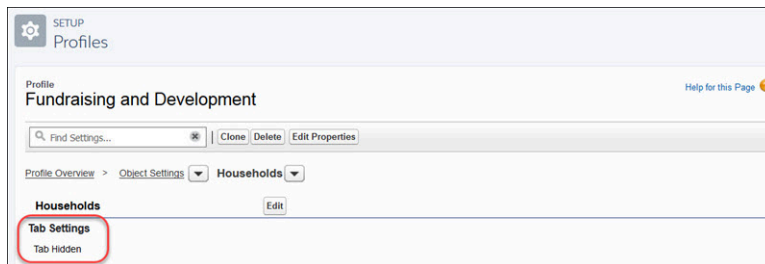 SETUP
Profiles
Profile
Fundraising and Development
Help for this Page
Find Settings...
Clone
Delete
Edit Properties
Profile Overview > Object Settings Households
Households
Edit
Tab Settings
Tab Hidden